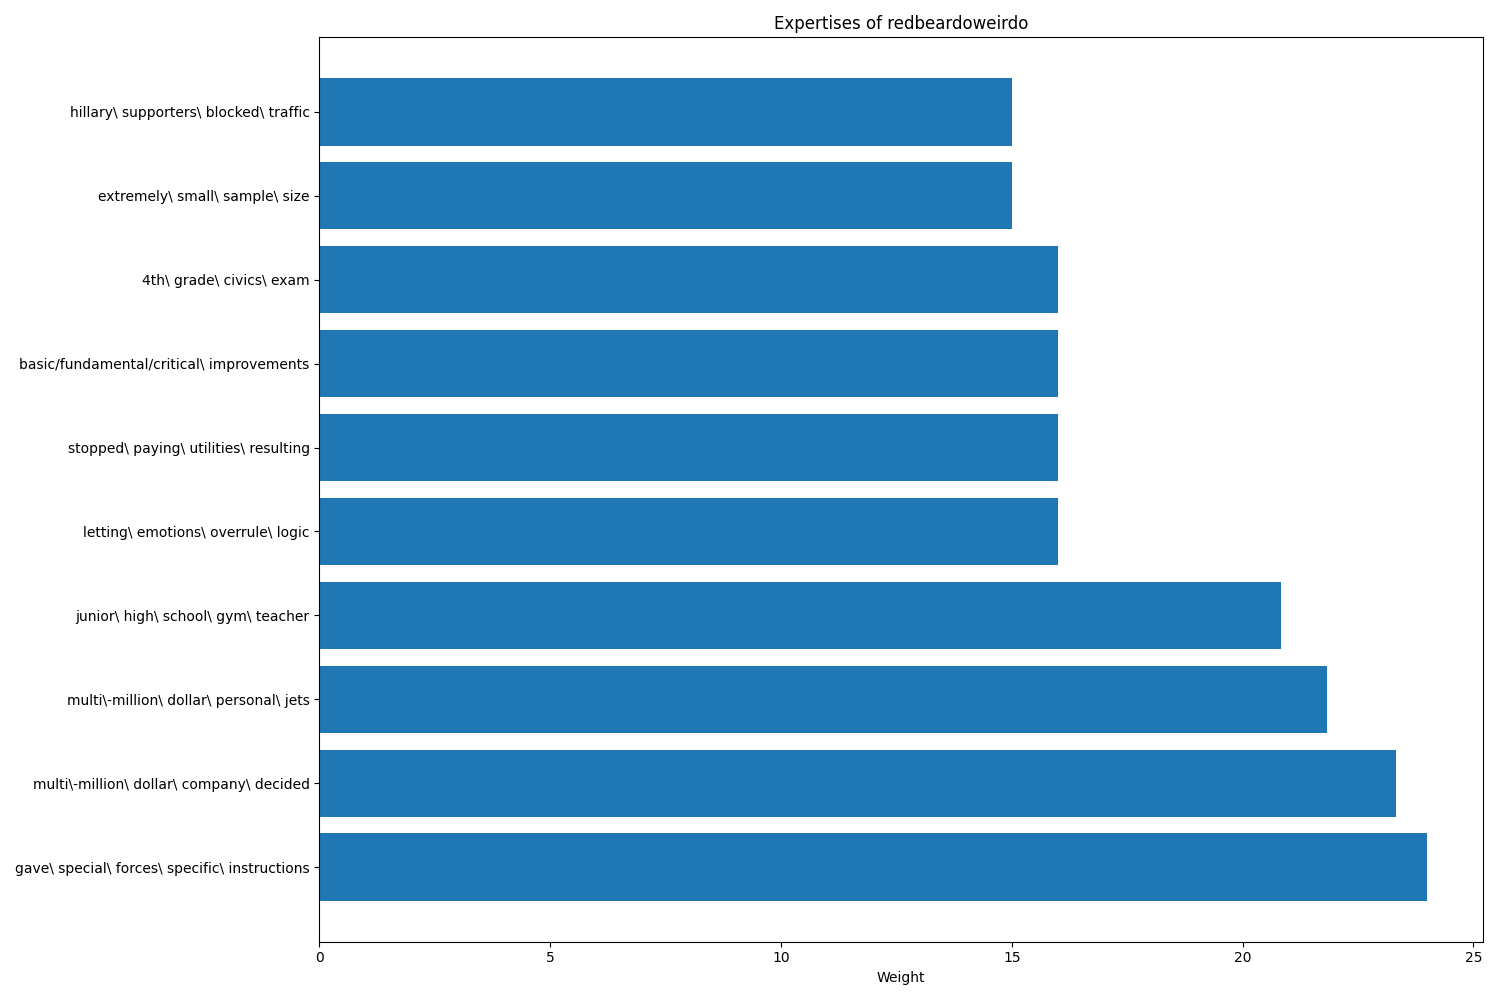 Expertises of redbeardoweirdo
hillary\ supporters\ blocked\ traffic
extremely\ small\ sample\ size
4th\ grade\ civics\ exam
basic/fundamental/critical\ improvements
stopped\ paying\ utilities\ resulting
letting\ emotions\ overrule\ logic
junior\ high\ school\ gym\ teacher
multi\-million\ dollar\ personal\ jets
multi\-million\ dollar\ company\ decided
gave\ special\ forces\ specific\ instructions
0 5 10 15 20 25
Weight